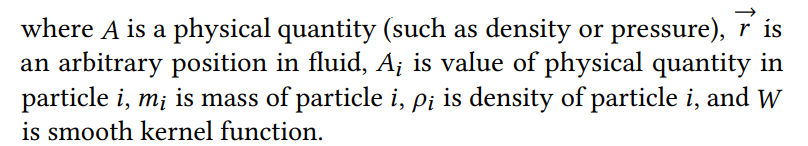 where A is a physical quantity (such as density or pressure), $\overrightarrow{r}$ is
an arbitrary position in fluid, $A_i$ is value of physical quantity in
particle i, $m_i$ is mass of particle i, $\rho_i$ is density of particle i, and W
is smooth kernel function.